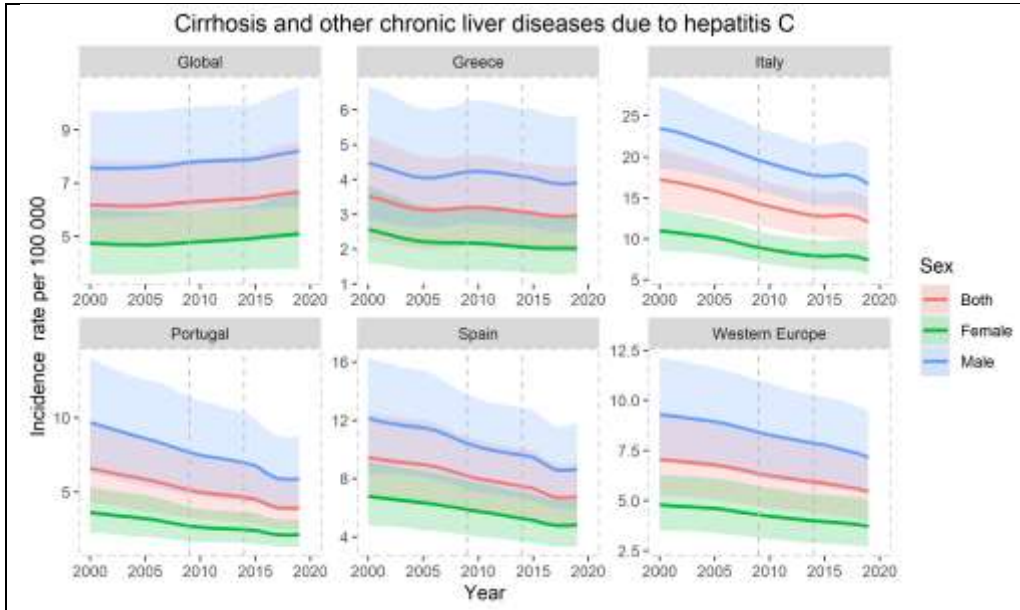 Cirrhosis and other chronic liver diseases due to hepatitis C
Global
Greece
Italy
9
7
5
2000 2005 2010 2015 2020
6
5
4
3
2
1
2000 2005 2010 2015 2020
25
20
15
10
5
2000 2005 2010 2015 2020
Portugal
Spain
Western Europe
10
5
2000 2005 2010 2015 2020
16
12
8
4
2000 2005 2010 2015 2020
12.5
10.0
7.5
5.0
2.5
2000 2005 2010 2015 2020
Incidence rate per 100 000
Year
Sex
Both
Female
Male